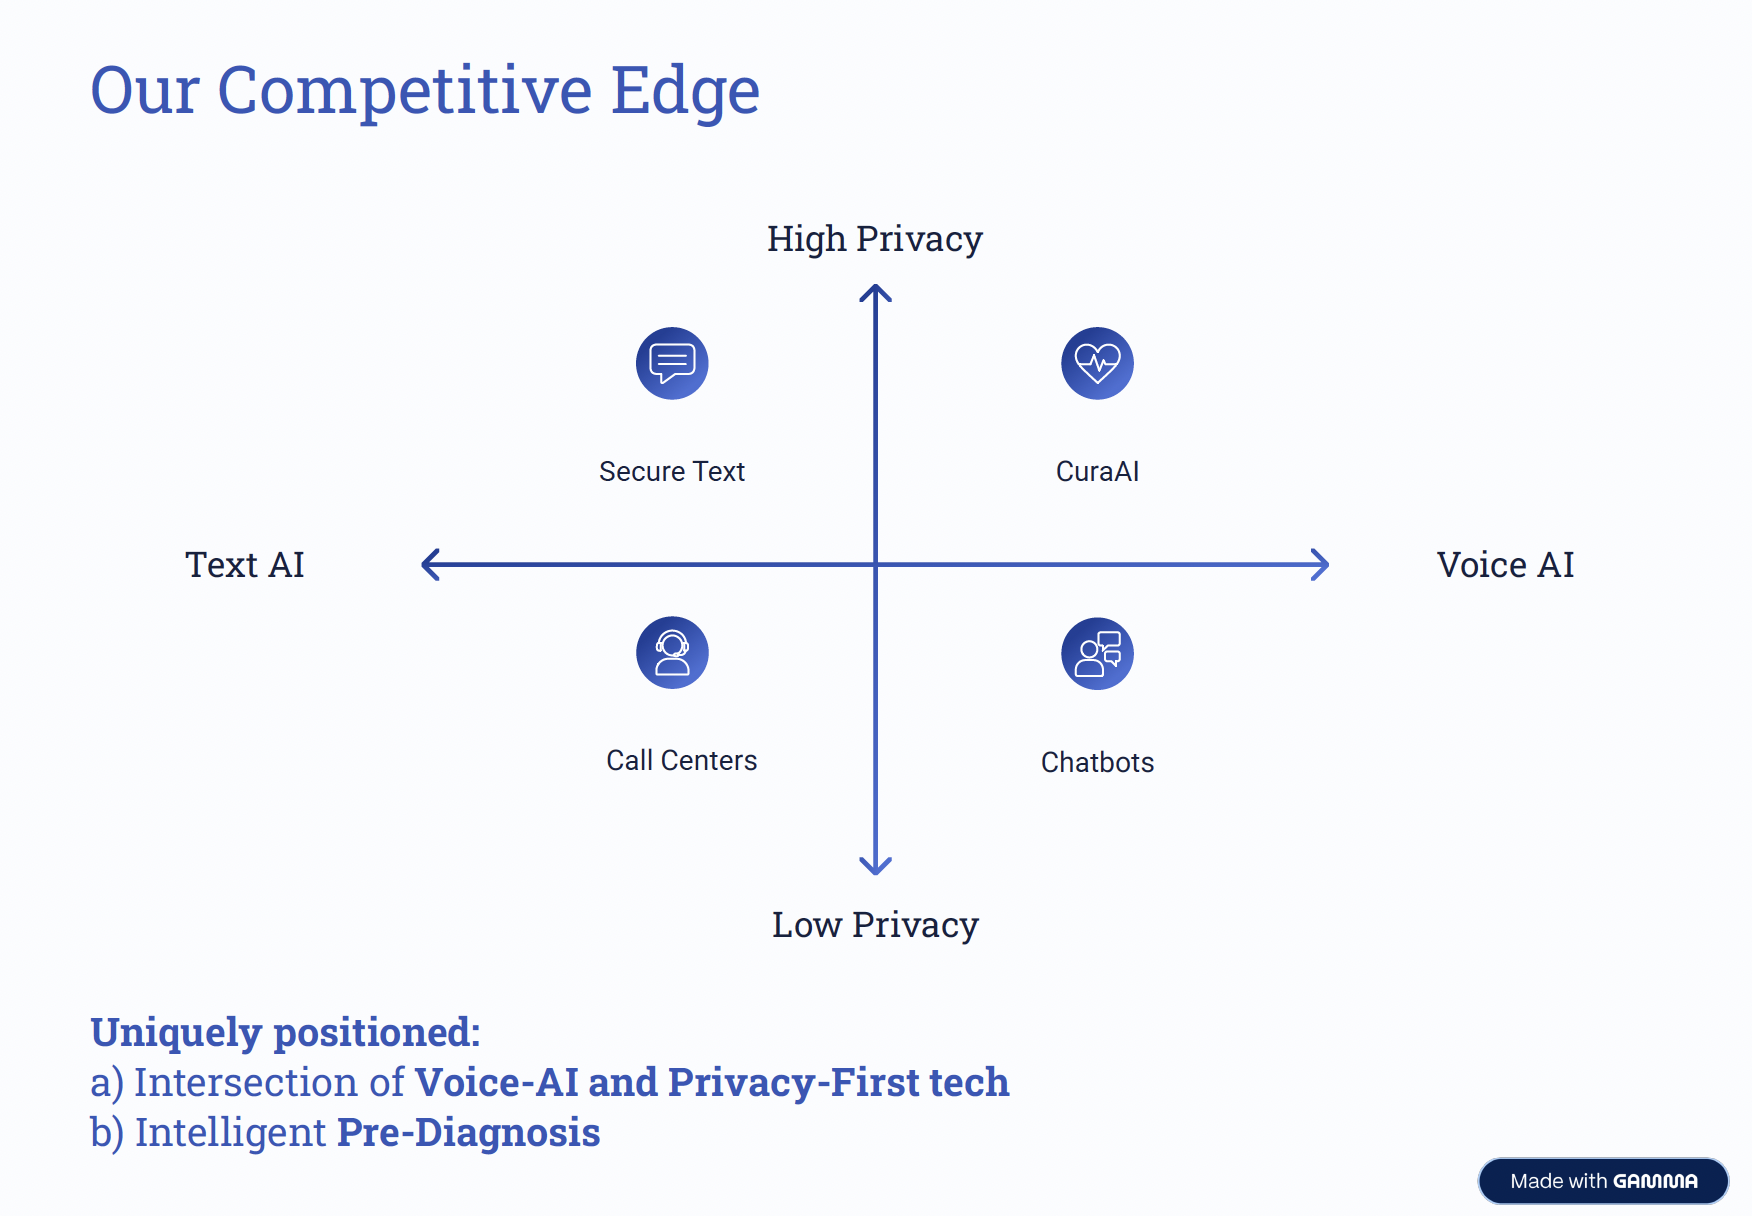 Our Competitive Edge
High Privacy
Secure Text
CuraAI
Text AI
Voice AI
Call Centers
Chatbots
Low Privacy
Uniquely positioned:
a) Intersection of Voice-AI and Privacy-First tech
b) Intelligent Pre-Diagnosis
Made with GAMMA